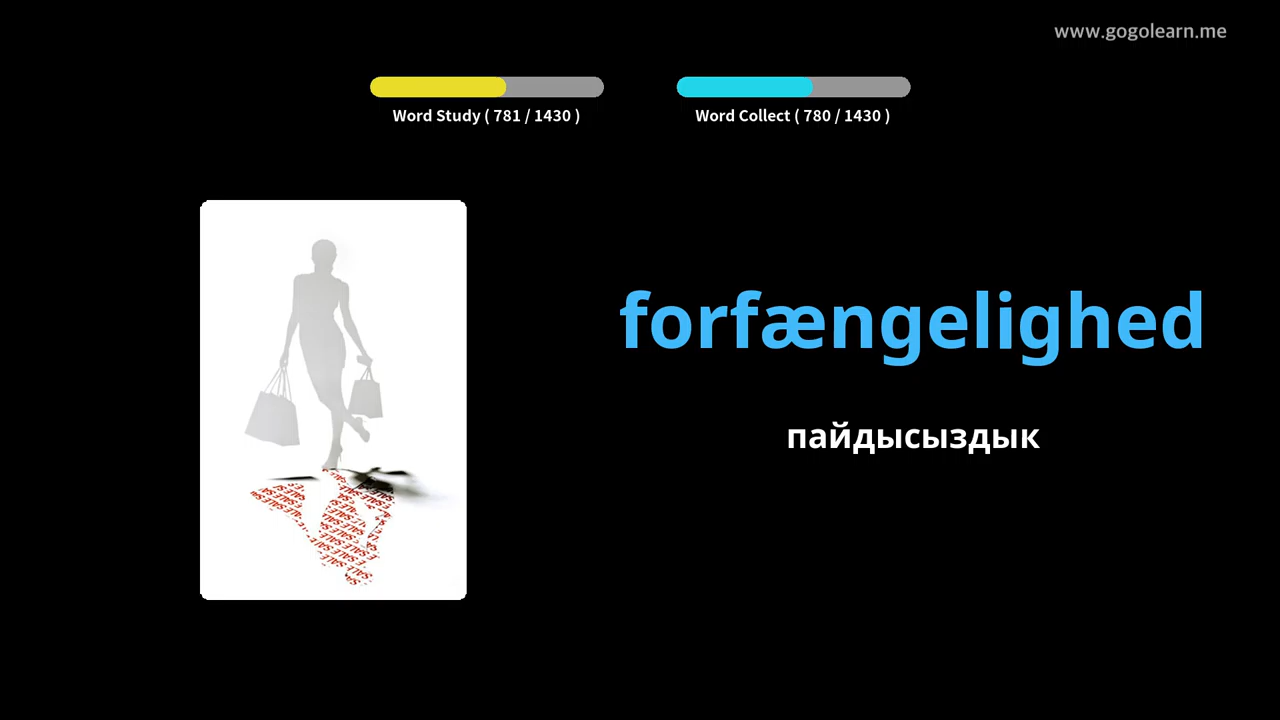 www.gogolearn.me
Word Study ( 781 / 1430 )
Word Collect ( 780 / 1430 )
forfængelighed
пайдысыздык